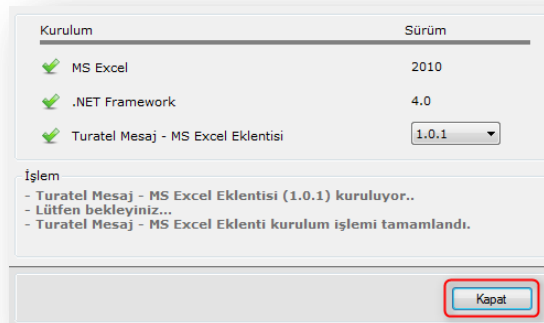 Kurulum Sürüm
MS Excel 2010
.NET Framework 4.0
Turatel Mesaj - MS Excel Eklentisi 1.0.1
İşlem
- Turatel Mesaj - MS Excel Eklentisi (1.0.1) kuruluyor..
- Lütfen bekleyiniz...
- Turatel Mesaj - MS Excel Eklenti kurulum işlemi tamamlandı.
Kapat